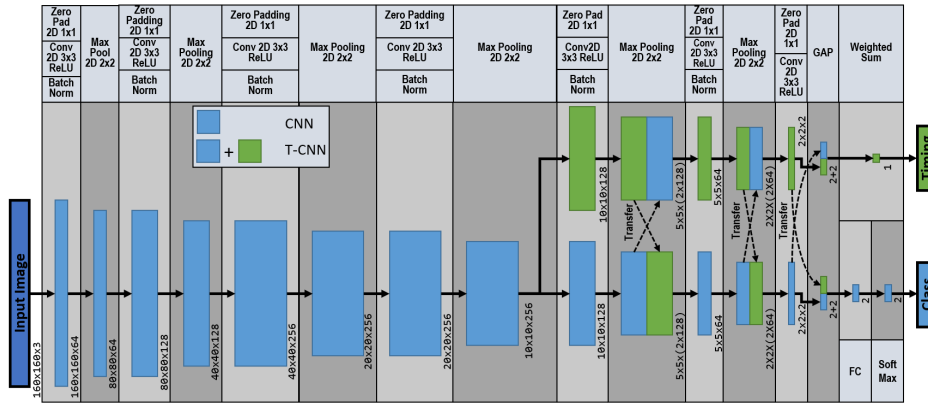 Zero
Pad
2D 1x1
Conv
2D 3x3
ReLU
Batch
Norm
Max
Pool
2D 2x2
Zero
Padding
2D 1x1
Conv
2D 3x3
ReLU
Batch
Norm
Max
Pooling
2D 2x2
Zero Padding
2D 1x1
Conv 2D 3x3
ReLU
Batch
Norm
Max Pooling
2D 2x2
Zero Padding
2D 1x1
Conv 2D 3x3
ReLU
Batch
Norm
Max Pooling
2D 2x2
Zero Pad
2D 1x1
Conv2D
3x3 ReLU
Batch
Norm
Max Pooling
2D 2x2
Zero Pad
2D 1x1
Conv 2D
3x3 ReLU
Batch
Norm
Max
Pooling
2D 2x2
Zero Pad
2D 1x1
Conv
2D 3x3
ReLU
GAP
Weighted
Sum
CNN
+ T-CNN
Input Image
160x160x3
160x160x64
80x80x64
80x80x128
40x40x128
40x40x256
20x20x256
20x20x256
10x10x256
10x10x128
5x5x(2x128)
5x5x64
2X2X(2X64)
2x2x2
2+2
1
Timing
Transfer
Transfer
Transfer
10x10x128
5x5x(2x128)
5x5x64
2X2X(2X64)
2x2x2
2+2
2
2
Class
FC
Soft
Max